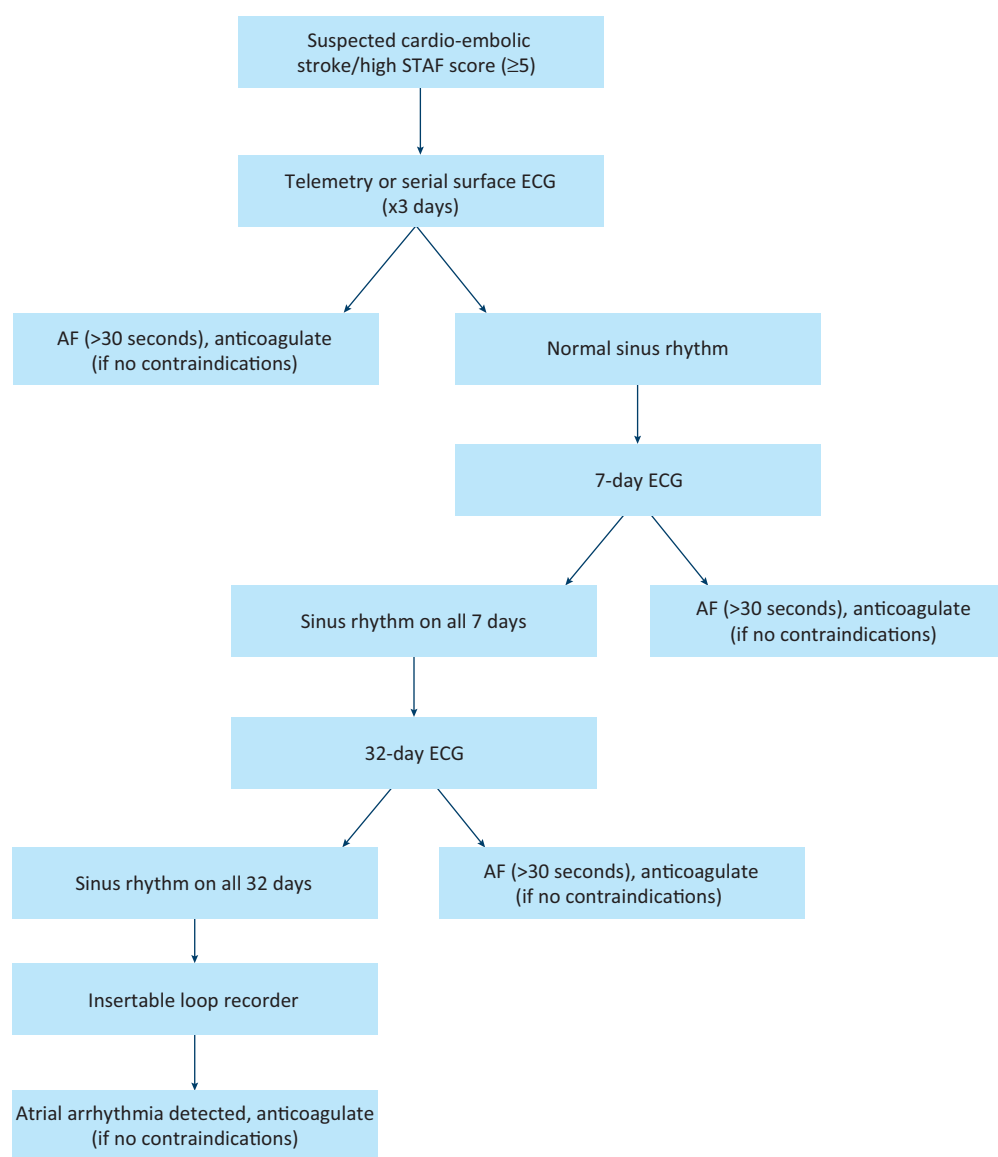 Suspected cardio-embolic
stroke/high STAF score (≥5)
Telemetry or serial surface ECG
(x3 days)
AF (>30 seconds), anticoagulate
(if no contraindications)
Normal sinus rhythm
7-day ECG
Sinus rhythm on all 7 days
AF (>30 seconds), anticoagulate
(if no contraindications)
32-day ECG
Sinus rhythm on all 32 days
AF (>30 seconds), anticoagulate
(if no contraindications)
Insertable loop recorder
Atrial arrhythmia detected, anticoagulate
(if no contraindications)